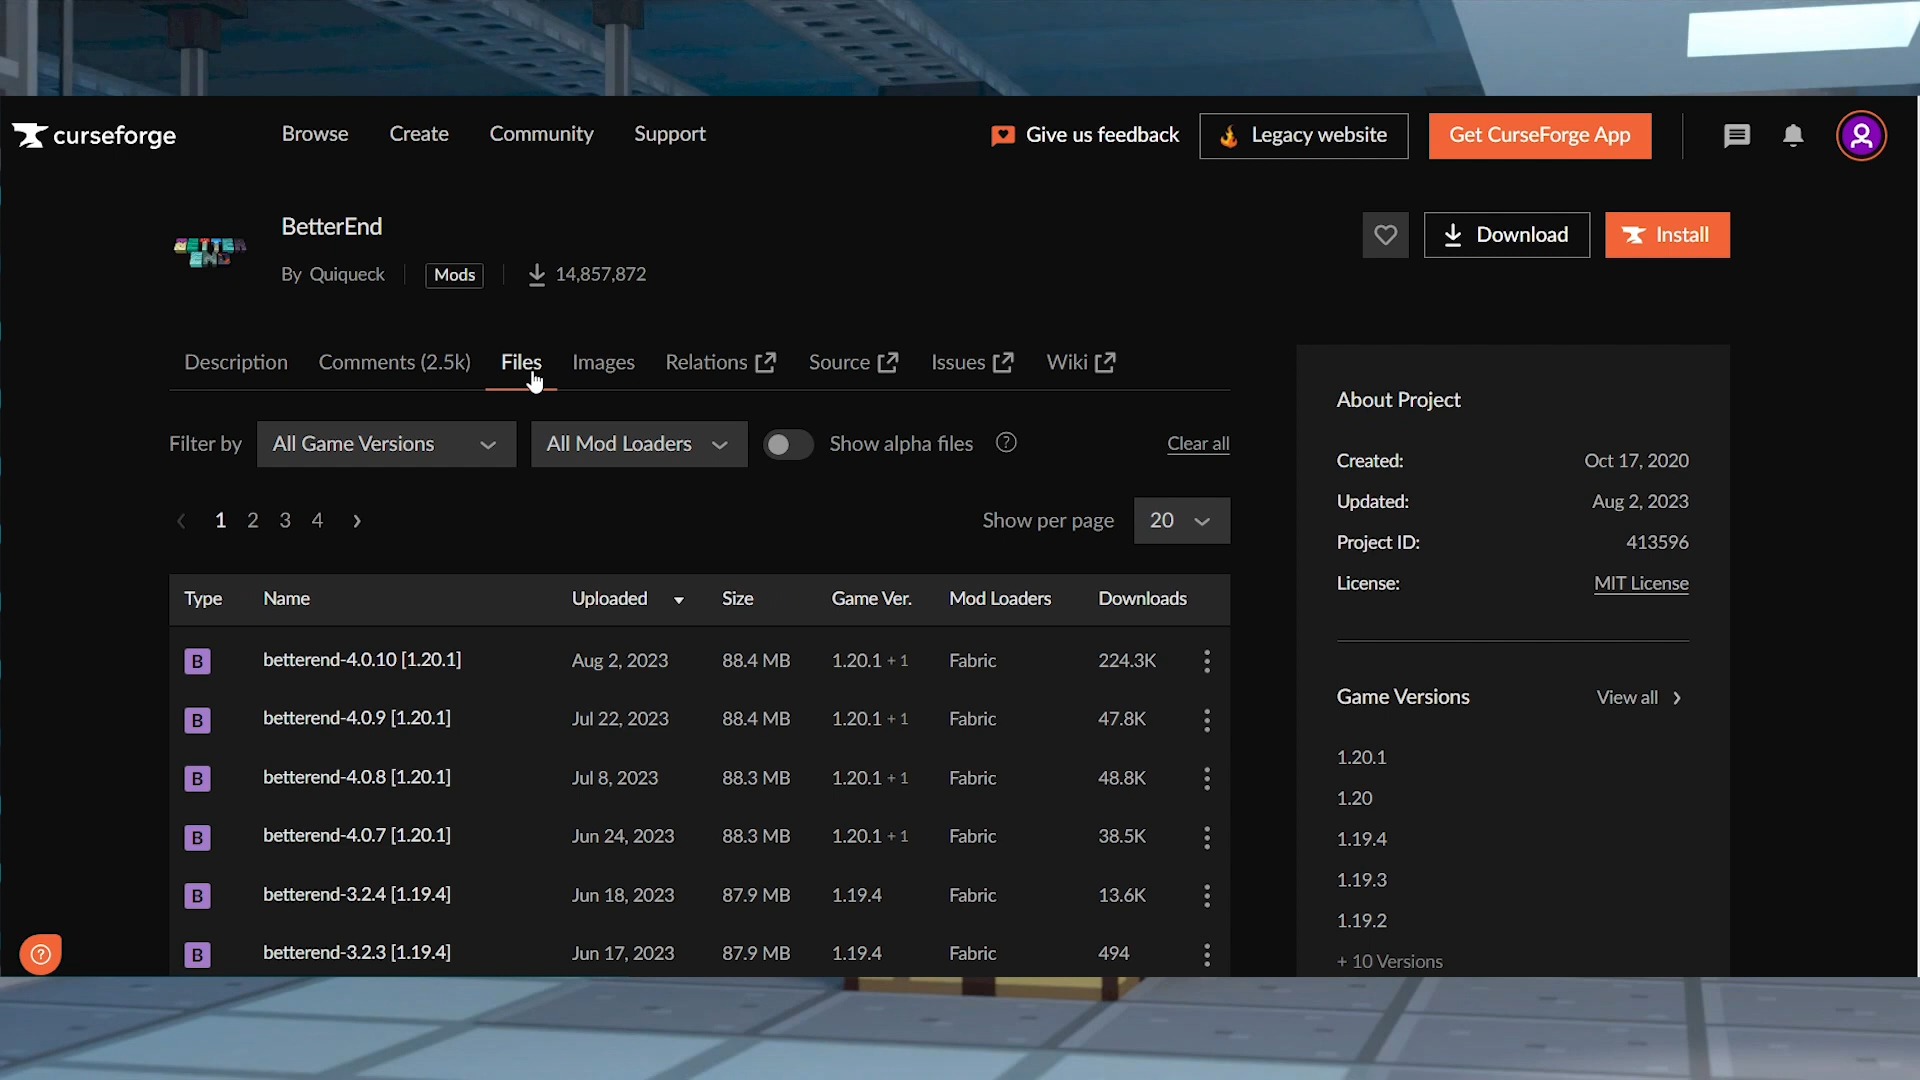 curseforge Browse Create Community Support Give us feedback Legacy website Get CurseForge App
BETTER
END
BetterEnd
By Quiqueck Mods 14,857,872
Download Install
Description Comments (2.5k) Files Images Relations Source Issues Wiki
Filter by All Game Versions All Mod Loaders Show alpha files ? Clear all
1 2 3 4 Show per page 20
Type Name Uploaded Size Game Ver. Mod Loaders Downloads
B betterend-4.0.10 [1.20.1] Aug 2, 2023 88.4 MB 1.20.1 + 1 Fabric 224.3K
B betterend-4.0.9 [1.20.1] Jul 22, 2023 88.4 MB 1.20.1 + 1 Fabric 47.8K
B betterend-4.0.8 [1.20.1] Jul 8, 2023 88.3 MB 1.20.1 + 1 Fabric 48.8K
B betterend-4.0.7 [1.20.1] Jun 24, 2023 88.3 MB 1.20.1 + 1 Fabric 38.5K
B betterend-3.2.4 [1.19.4] Jun 18, 2023 87.9 MB 1.19.4 Fabric 13.6K
B betterend-3.2.3 [1.19.4] Jun 17, 2023 87.9 MB 1.19.4 Fabric 494
About Project
Created: Oct 17, 2020
Updated: Aug 2, 2023
Project ID: 413596
License: MIT License
Game Versions View all
1.20.1
1.20
1.19.4
1.19.3
1.19.2
+ 10 Versions
?